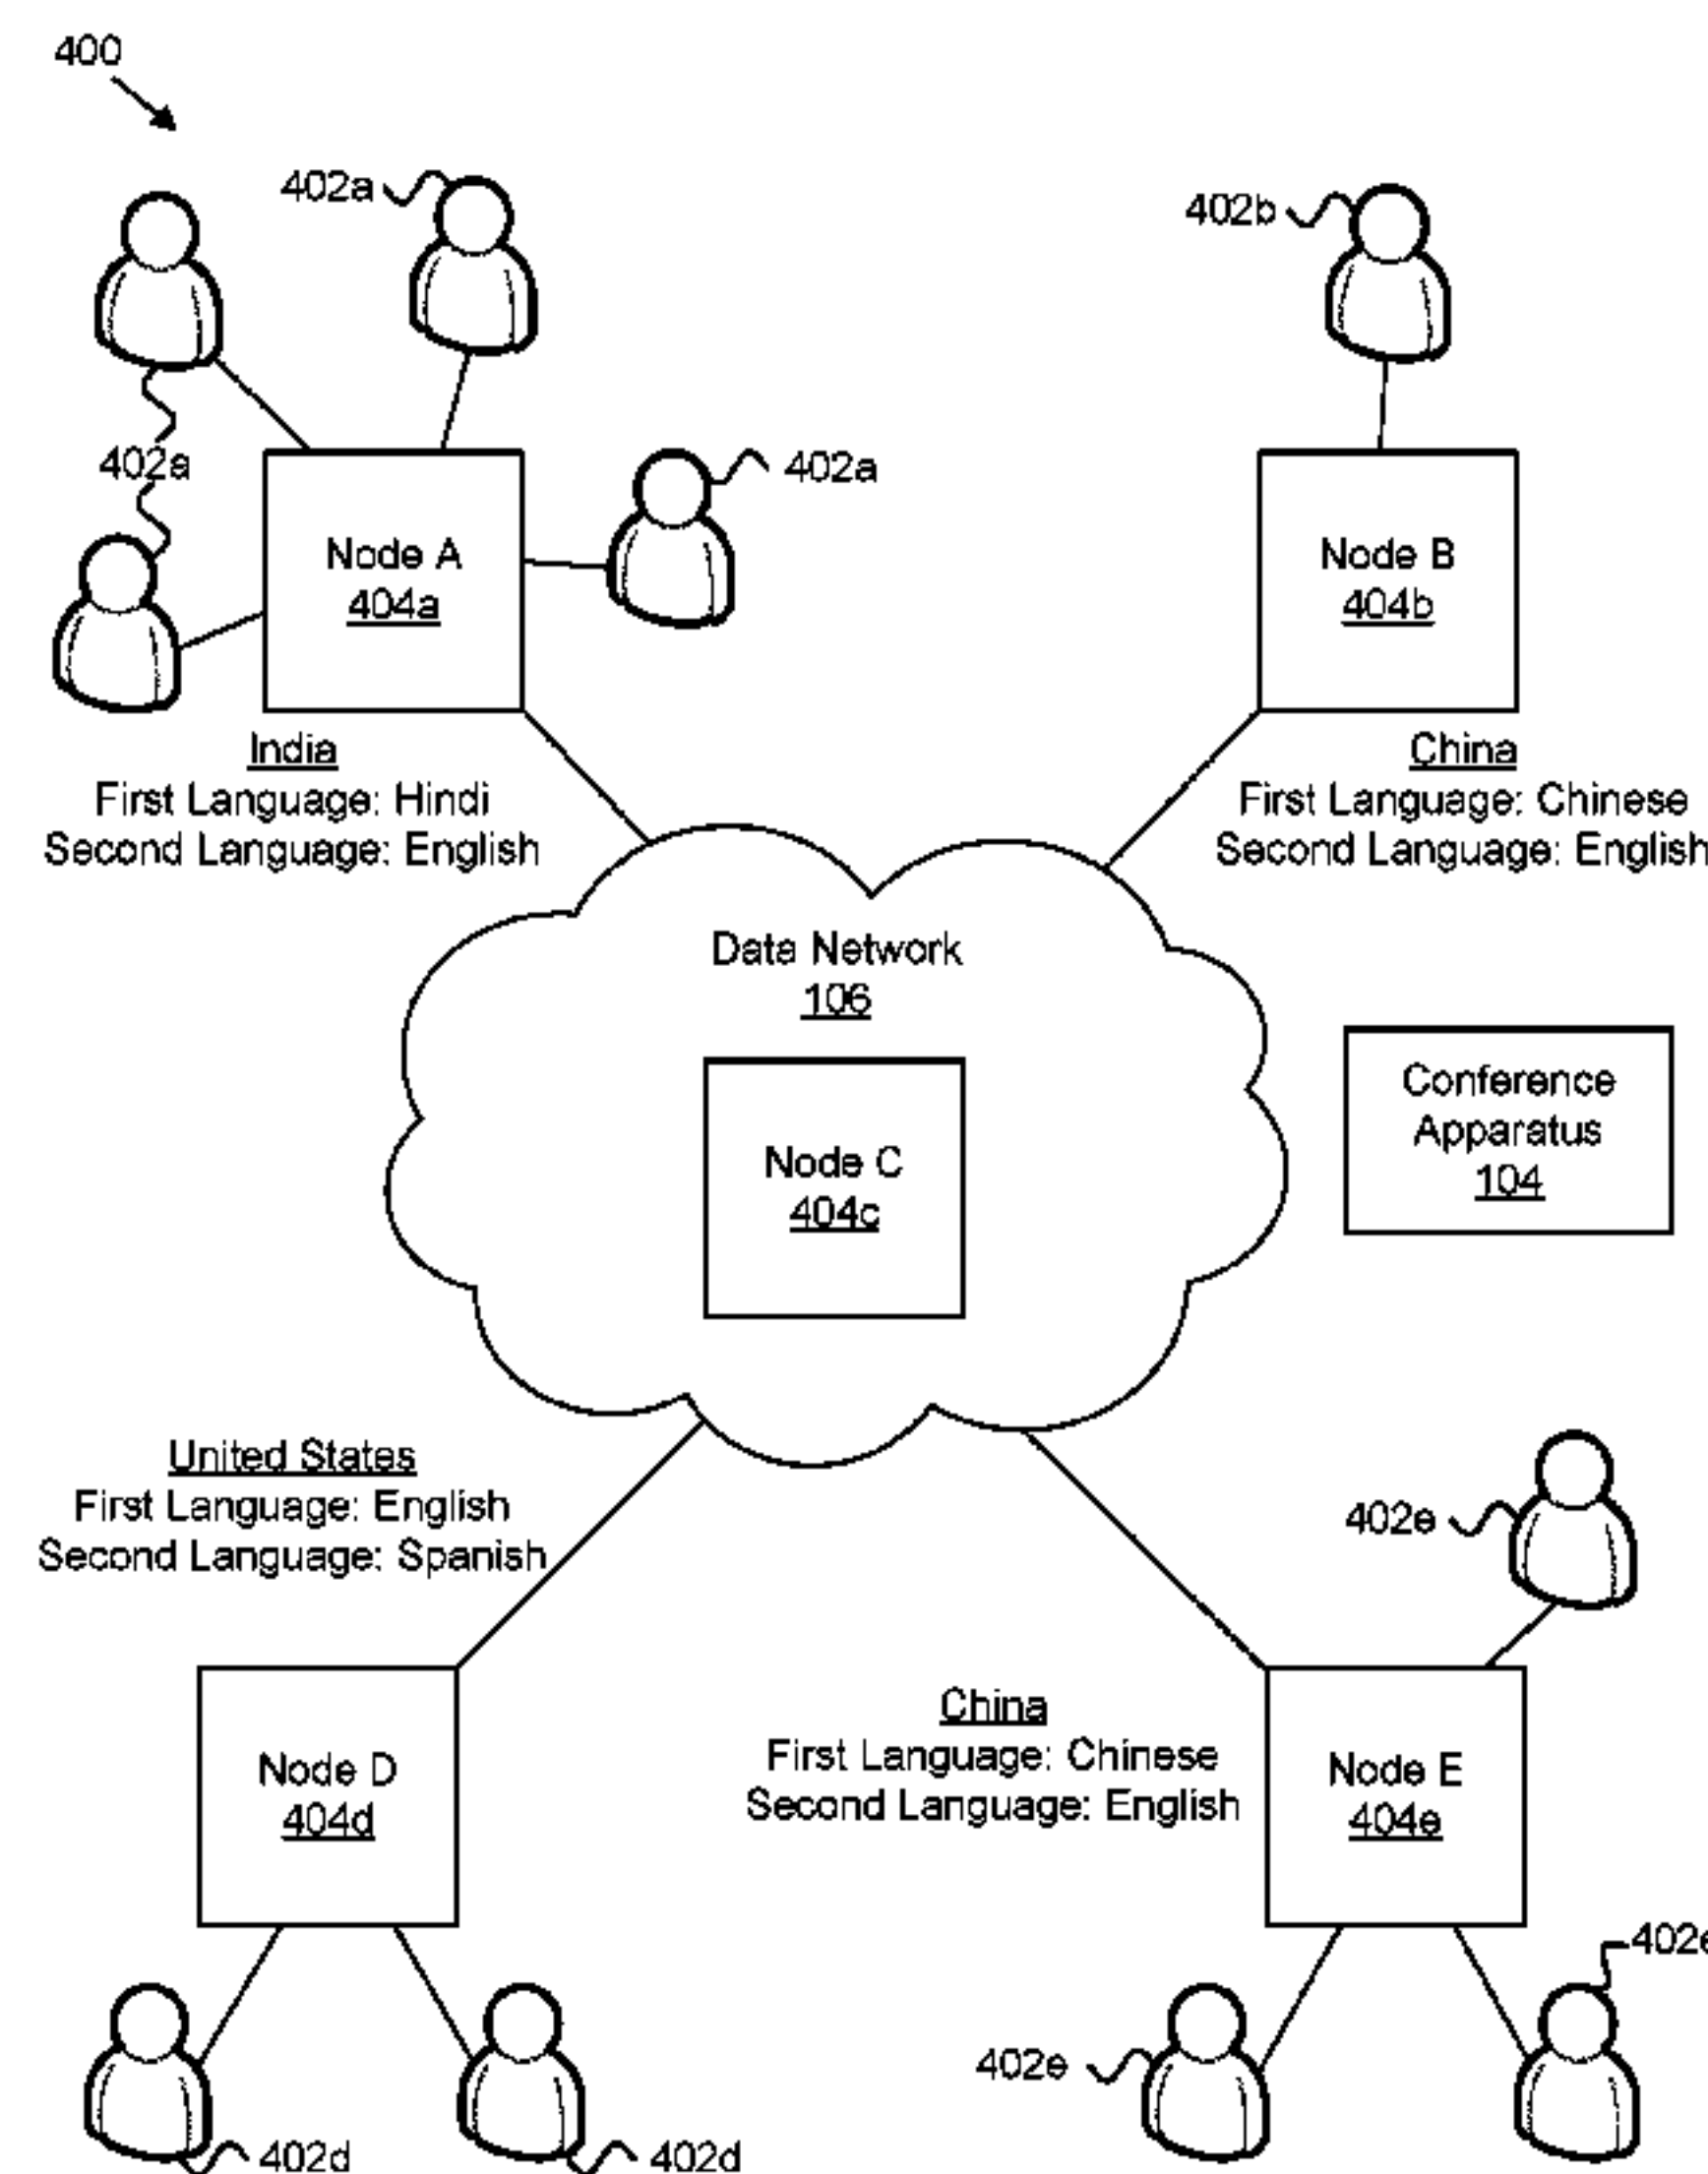 400
402a
402b
402a
402a
Node A
404a
Node B
404b
India
First Language: Hindi
Second Language: English
China
First Language: Chinese
Second Language: English
Data Network
106
Conference
Apparatus
104
Node C
404c
United States
First Language: English
Second Language: Spanish
402e
China
First Language: Chinese
Second Language: English
Node D
404d
Node E
404e
402e
402e
402d
402d